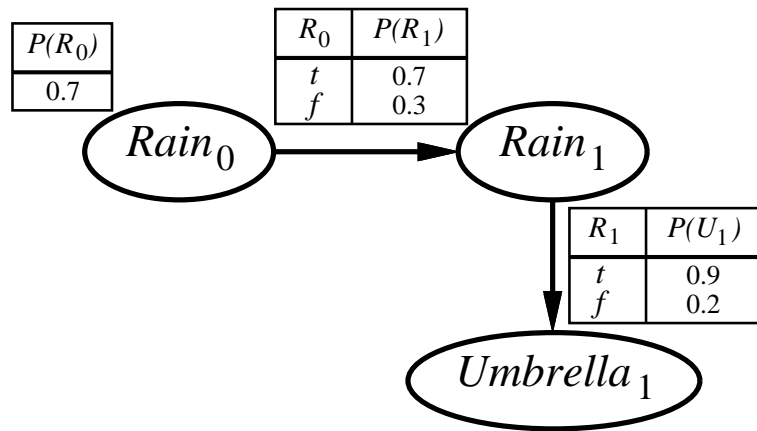 P(R0)
0.7
R0 P(R1)
t 0.7
f 0.3
Rain0
Rain1
R1 P(U1)
t 0.9
f 0.2
Umbrella1